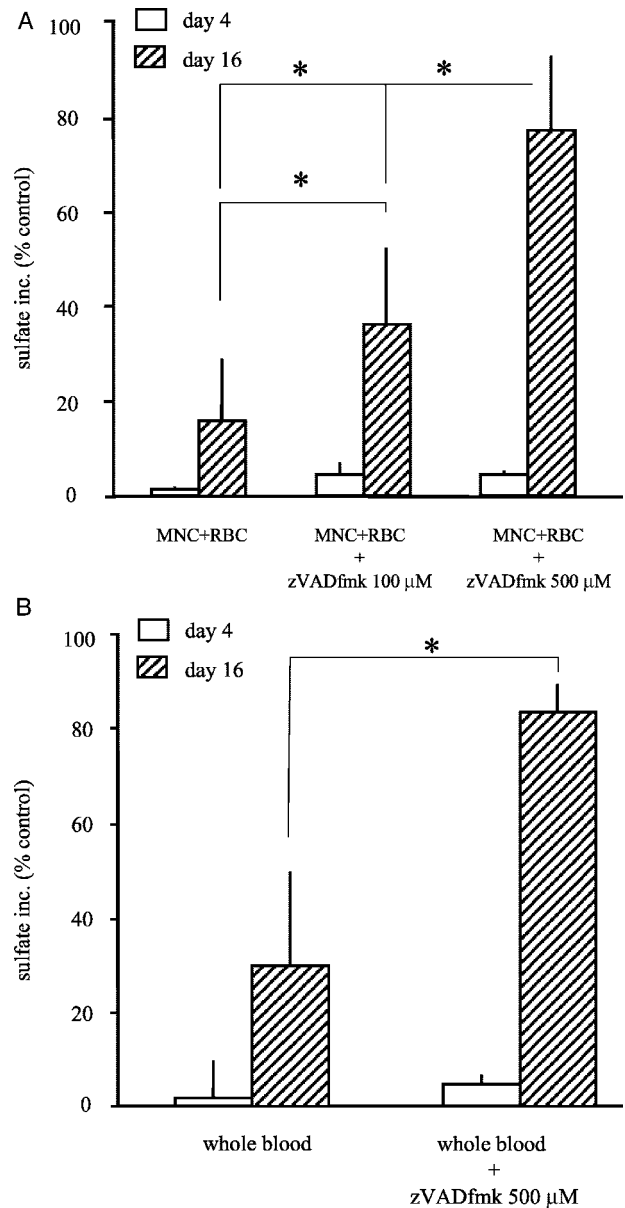 A
day 4
day 16
100
80
60
40
20
0
sulfate inc. (% control)
*
*
*
MNC+RBC
MNC+RBC
+
zVADfmk 100 µM
MNC+RBC
+
zVADfmk 500 µM
B
day 4
day 16
100
80
60
40
20
0
sulfate inc. (% control)
*
whole blood
whole blood
+
zVADfmk 500 µM